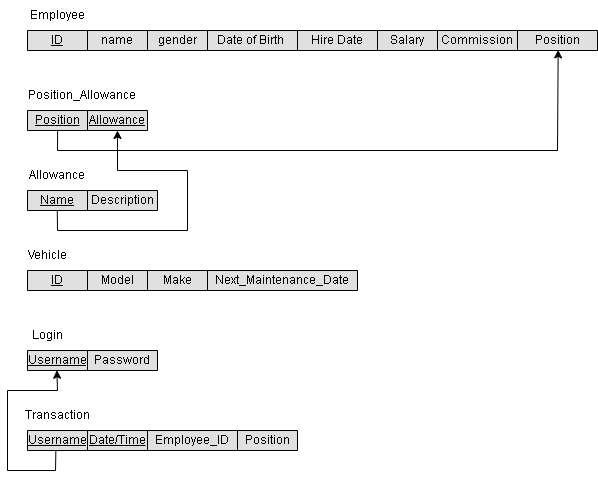 Employee
ID name gender Date of Birth Hire Date Salary Commission Position
Position_Allowance
Position Allowance
Allowance
Name Description
Vehicle
ID Model Make Next_Maintenance_Date
Login
Username Password
Transaction
Username Date/Time Employee_ID Position